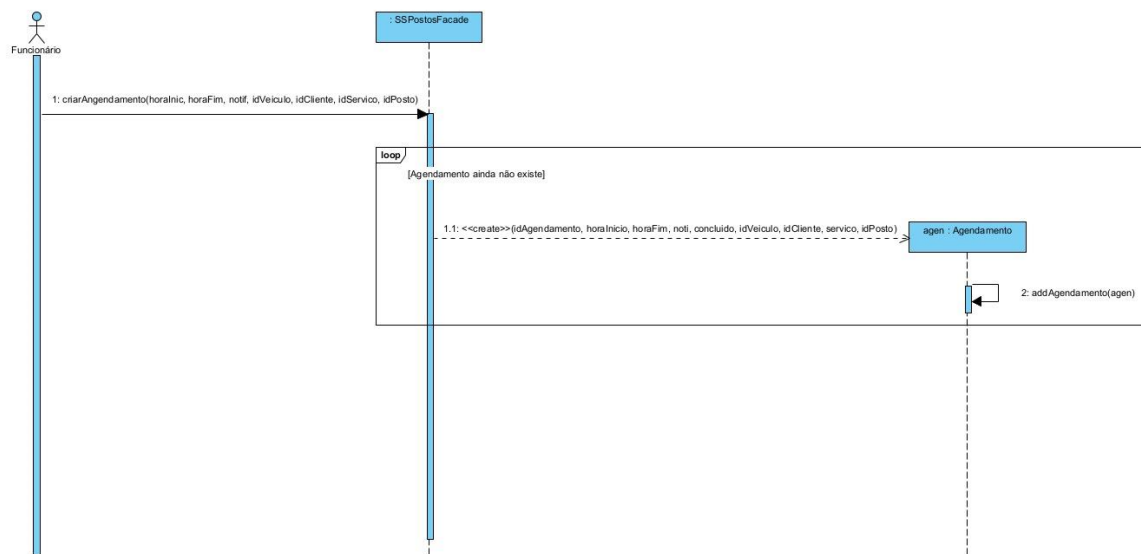 : SSPostosFacade
Funcionário
1: criarAngendamento(horaInic, horaFim, notif, idVeiculo, idCliente, idServico, idPosto)
loop
[Agendamento ainda não existe]
1.1: <<create>>(idAgendamento, horaInicio, horaFim, noti, concluido, idVeiculo, idCliente, servico, idPosto)
agen : Agendamento
2: addAgendamento(agen)